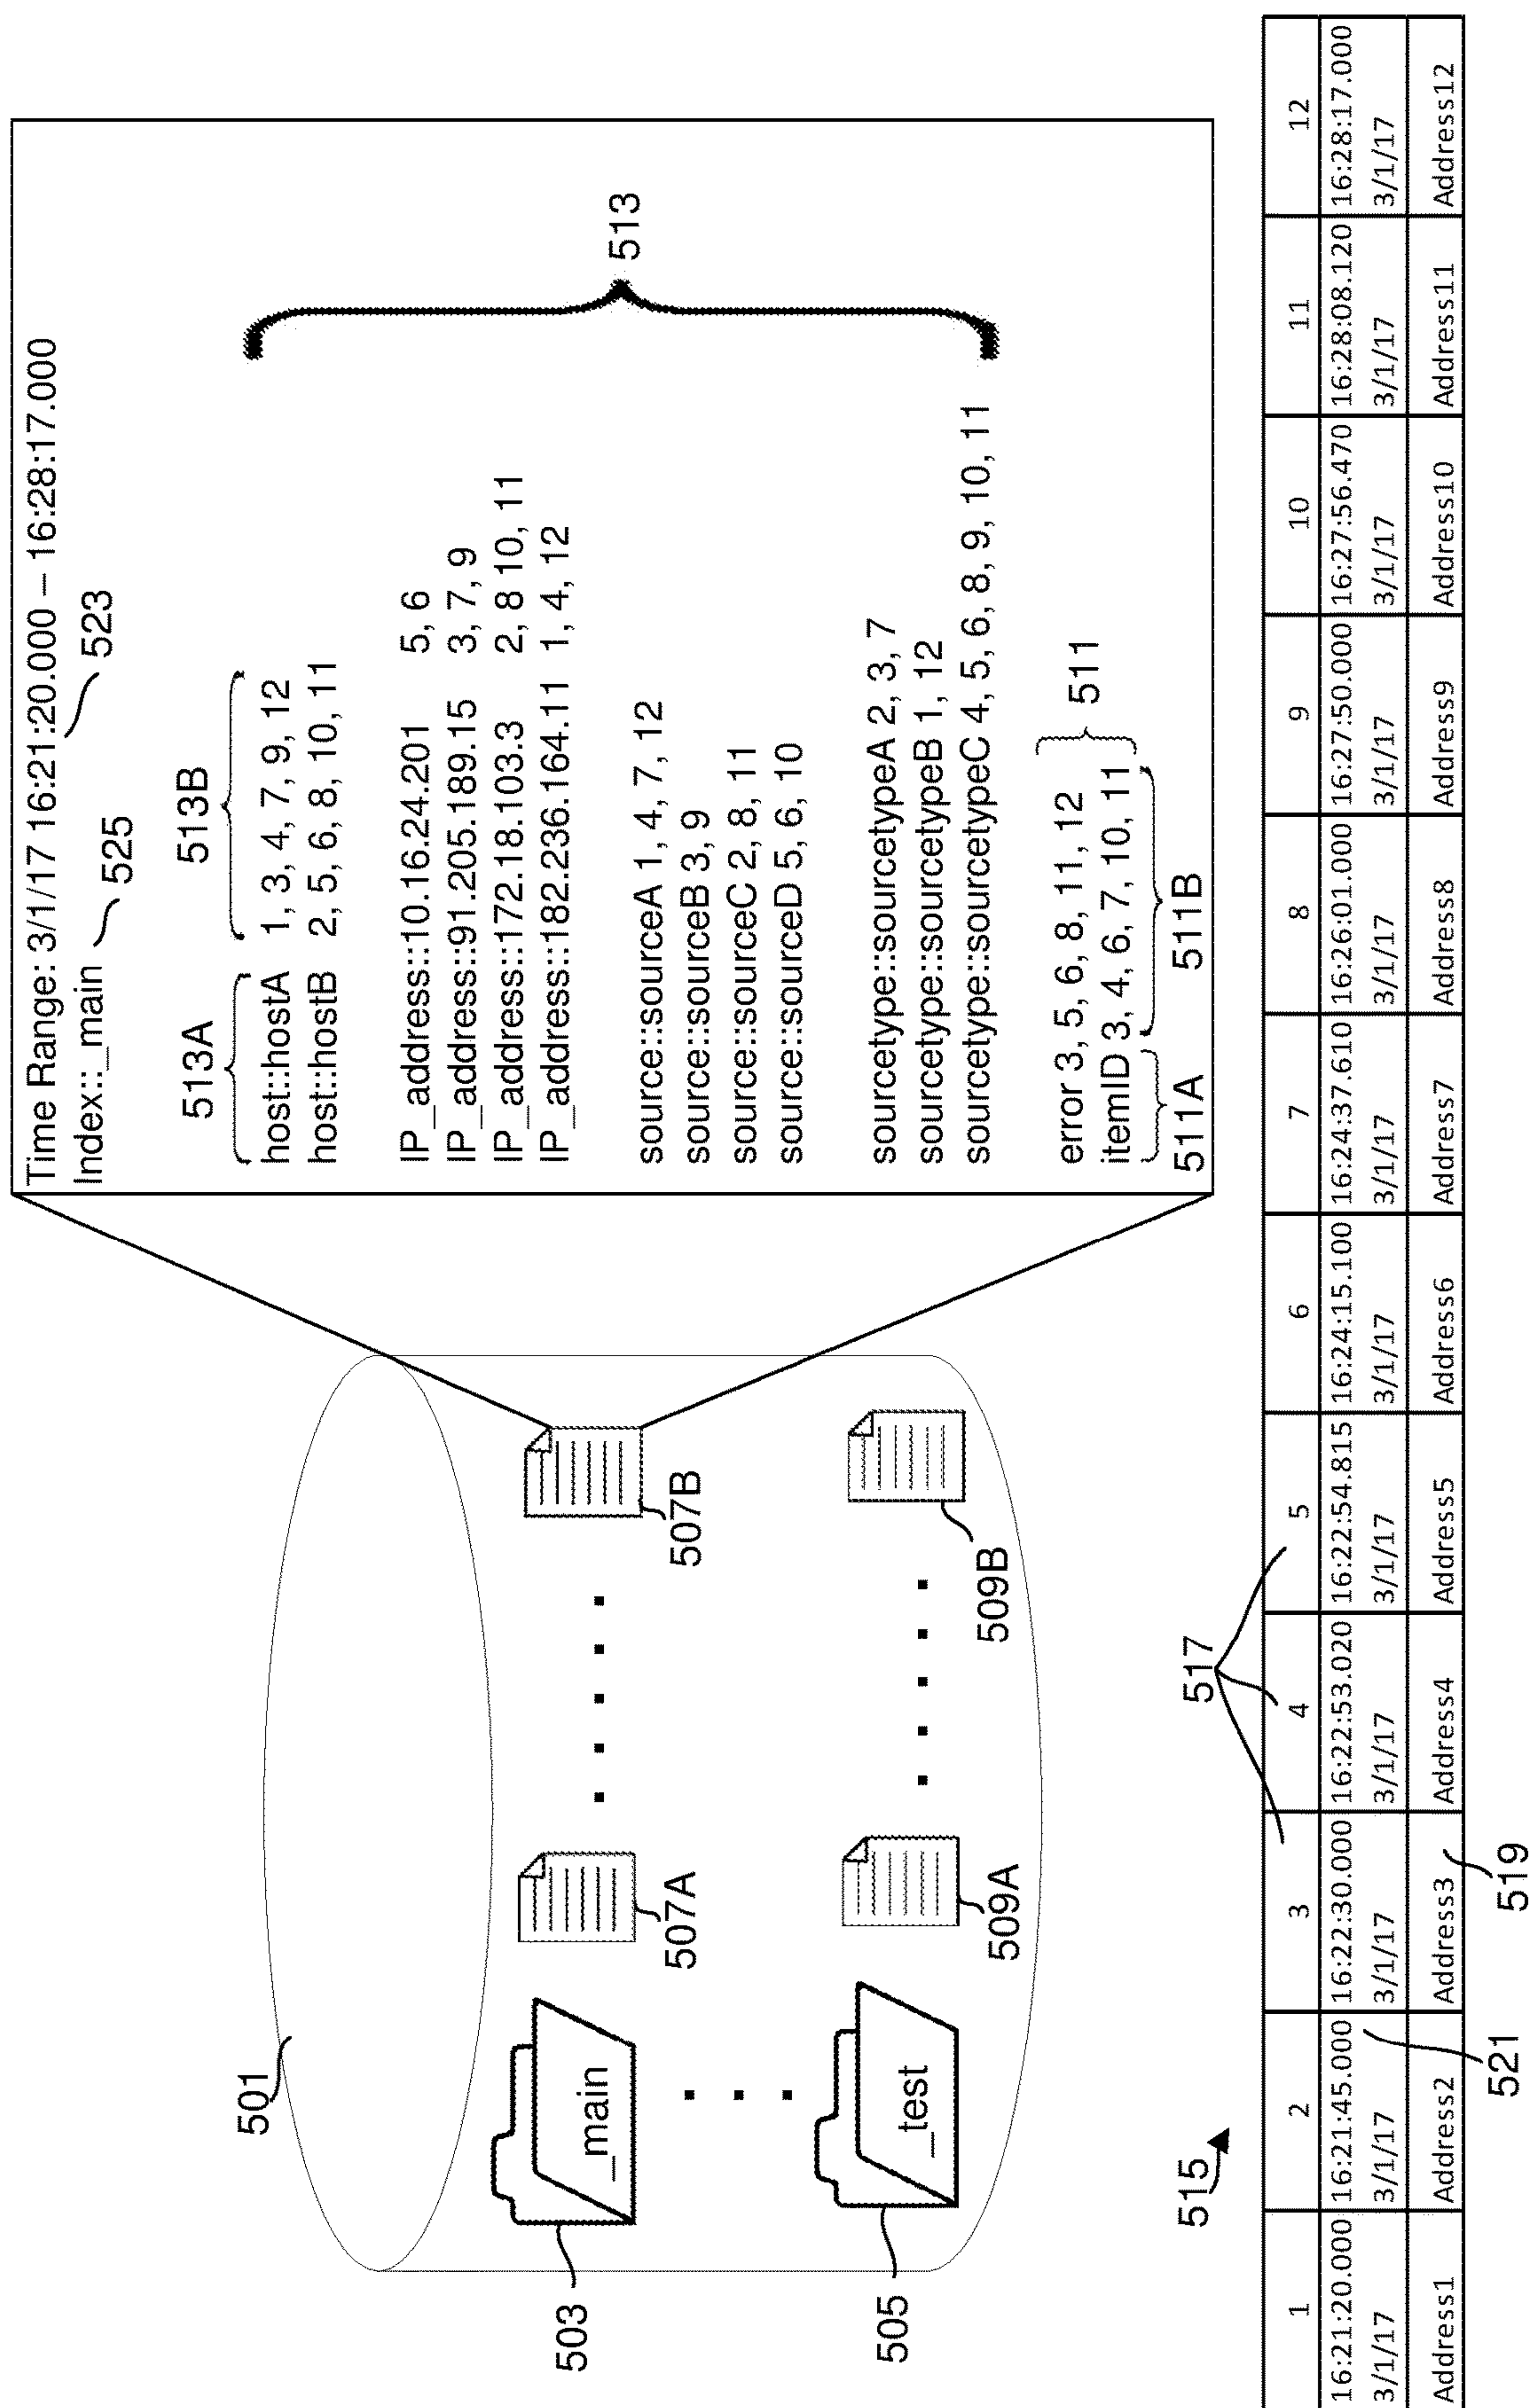 Time Range: 3/1/17 16:21:20.000 – 16:28:17.000
Index::_main
525
523
513A
513B
host::hostA 1, 3, 4, 7, 9, 12
host::hostB 2, 5, 6, 8, 10, 11
IP_address::10.16.24.201 5, 6
IP_address::91.205.189.15 3, 7, 9
IP_address::172.18.103.3 2, 8 10, 11
IP_address::182.236.164.11 1, 4, 12
513
source::sourceA 1, 4, 7, 12
source::sourceB 3, 9
source::sourceC 2, 8, 11
source::sourceD 5, 6, 10
sourcetype::sourcetypeA 2, 3, 7
sourcetype::sourcetypeB 1, 12
sourcetype::sourcetypeC 4, 5, 6, 8, 9, 10, 11
error 3, 5, 6, 8, 11, 12
itemID 3, 4, 6, 7, 10, 11
511
511A
511B
501
503
_main
507A
507B
505
_test
509A
509B
515
517
1 2 3 4 5 6 7 8 9 10 11 12
16:21:20.000 16:21:45.000 16:22:30.000 16:22:53.020 16:22:54.815 16:24:15.100 16:24:37.610 16:26:01.000 16:27:50.000 16:27:56.470 16:28:08.120 16:28:17.000
3/1/17 3/1/17 3/1/17 3/1/17 3/1/17 3/1/17 3/1/17 3/1/17 3/1/17 3/1/17 3/1/17 3/1/17
Address1 Address2 Address3 Address4 Address5 Address6 Address7 Address8 Address9 Address10 Address11 Address12
521
519